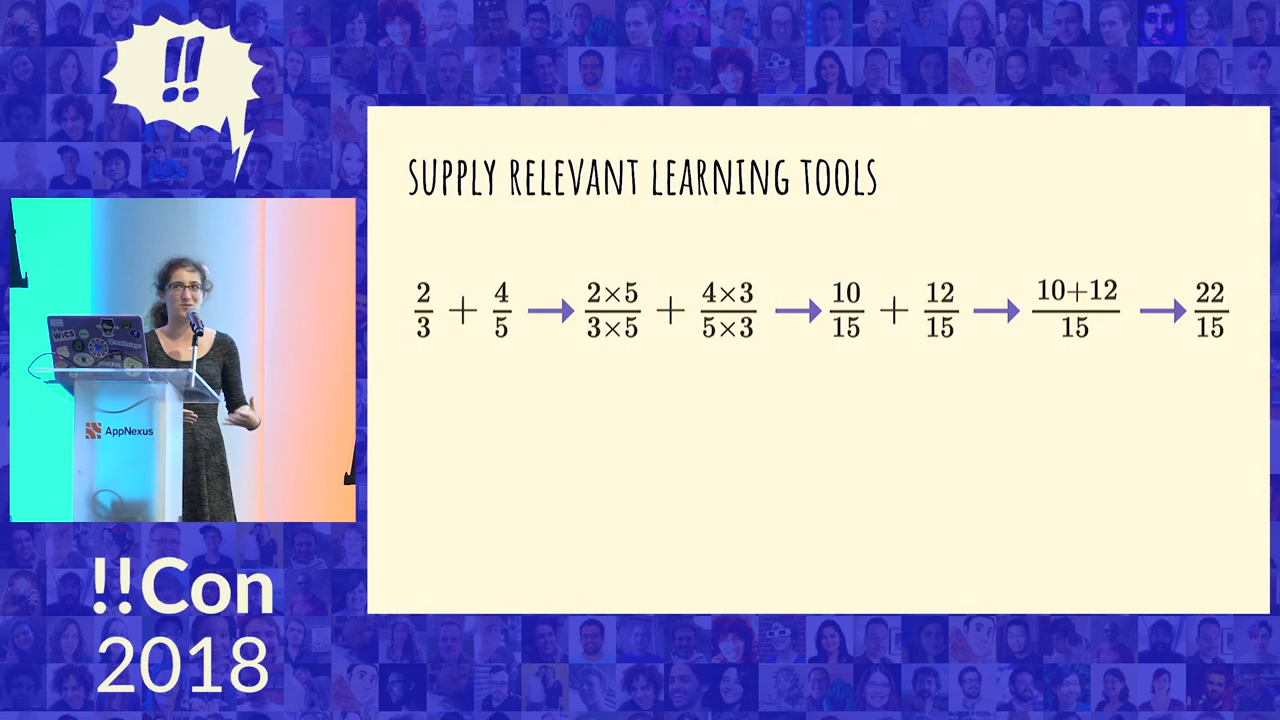 !!
SUPPLY RELEVANT LEARNING TOOLS
2/3 + 4/5 → 2×5/3×5 + 4×3/5×3 → 10/15 + 12/15 → 10+12/15 → 22/15
WiCS
AppNexus
!!Con
2018